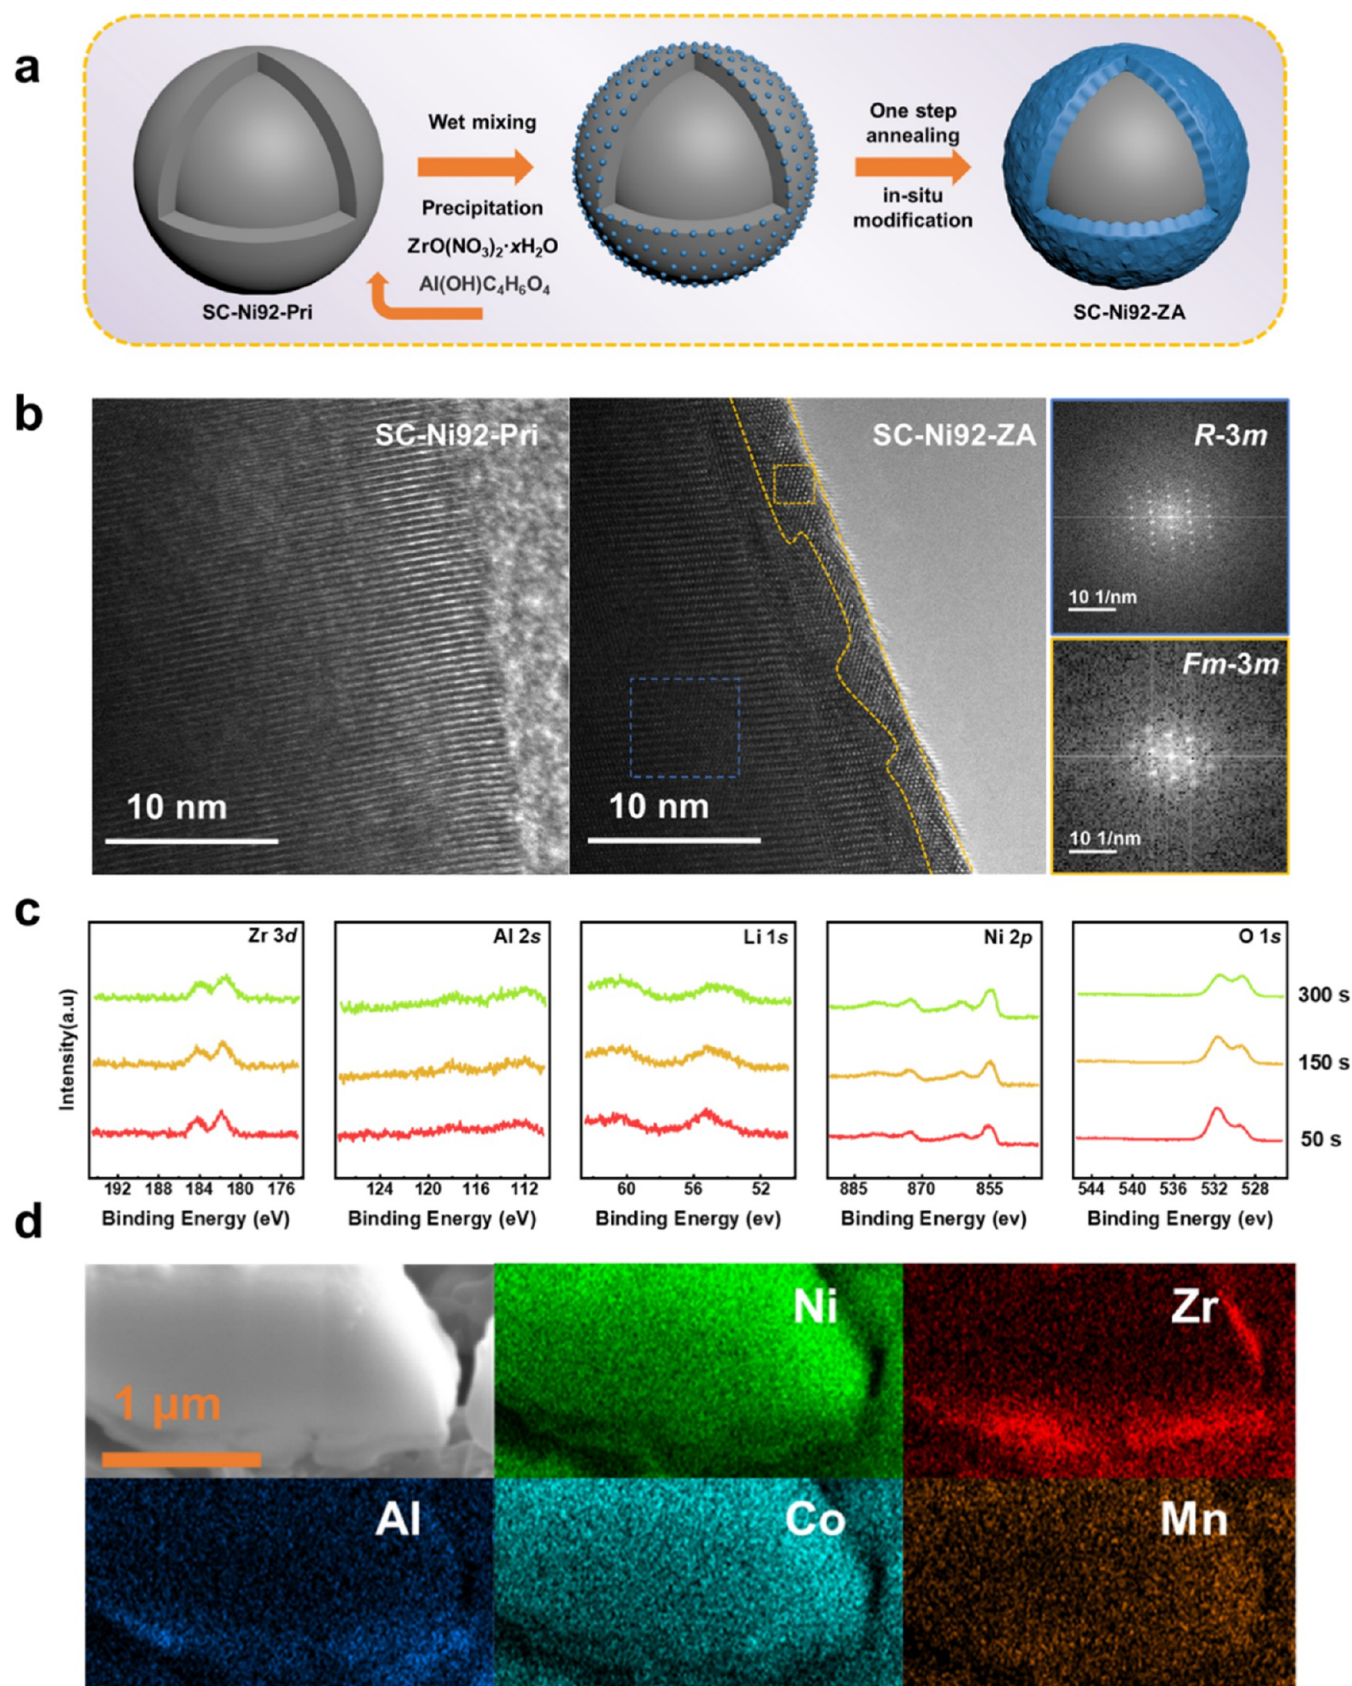 a
Wet mixing
Precipitation
ZrO(NO₃)₂·xH₂O
Al(OH)C₄H₆O₄
One step
annealing
in-situ
modification
SC-Ni92-Pri
SC-Ni92-ZA
b
SC-Ni92-Pri
10 nm
SC-Ni92-ZA
10 nm
R-3m
10 1/nm
Fm-3m
10 1/nm
c
Intensity(a.u)
Zr 3d
192 188 184 180 176
Binding Energy (eV)
Al 2s
124 120 116 112
Binding Energy (eV)
Li 1s
60 56 52
Binding Energy (ev)
Ni 2p
885 870 855
Binding Energy (ev)
O 1s
544 540 536 532 528
Binding Energy (ev)
300 s
150 s
50 s
d
1 μm
Ni
Zr
Al
Co
Mn